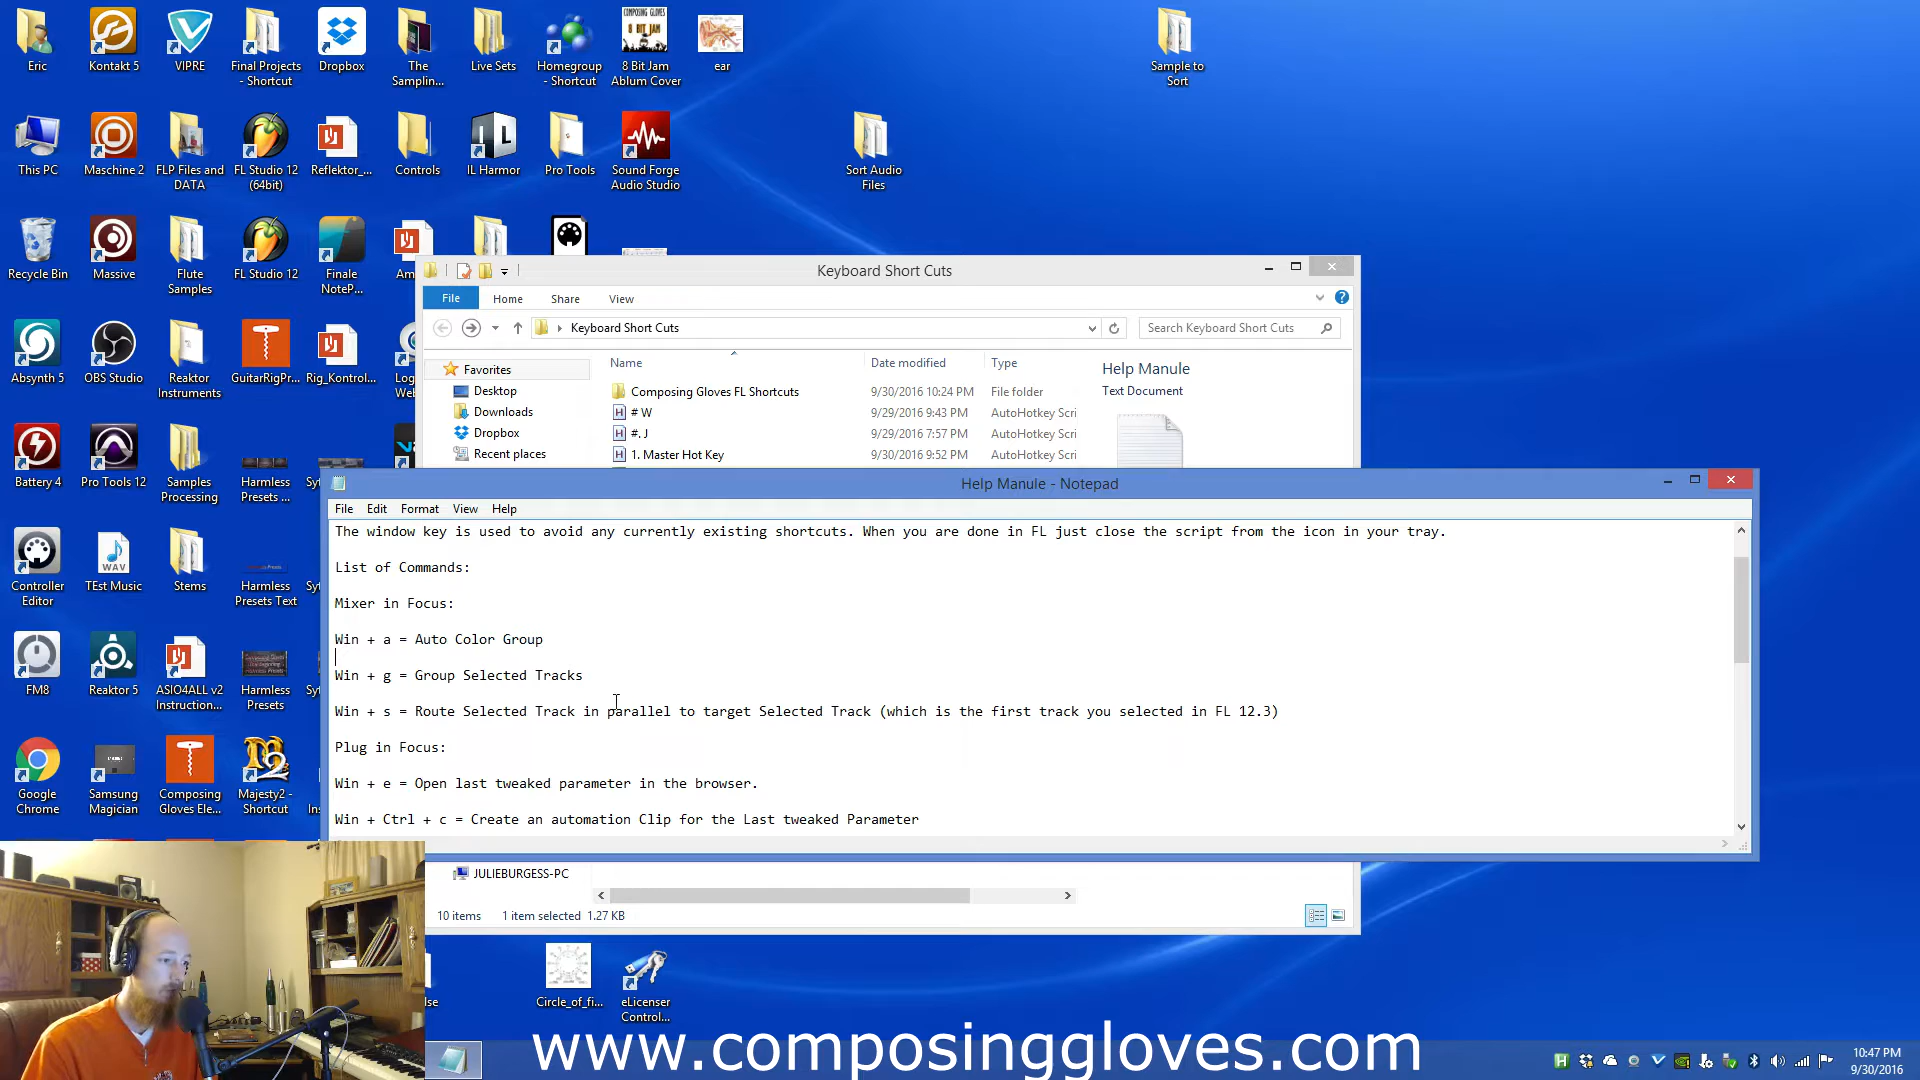 Eric
Kontakt 5
VIPRE
Final Projects - Shortcut
Dropbox
The Samplin...
Live Sets
Homegroup - Shortcut
COMPOSING GLOVES
8 BIT JAM
8 Bit Jam Ablum Cover
ear
Sample to Sort
This PC
Maschine 2
FLP Files and DATA
FL Studio 12 (64bit)
Reflektor_...
Controls
IL Harmor
Pro Tools
Sound Forge Audio Studio
Sort Audio Files
Recycle Bin
Massive
Flute Samples
FL Studio 12
Finale NoteP...
Am
Absynth 5
OBS Studio
Reaktor Instruments
GuitarRigPr...
Rig_Kontrol...
Log
Web
Battery 4
Pro Tools 12
Samples Processing
Harmless Presets ...
Syt
Controller Editor
TEst Music
Stems
Harmless Presets Text
Syt
FM8
Reaktor 5
ASIO4ALL v2 Instruction...
Harmless Presets
Syt
Google Chrome
Samsung Magician
Composing Gloves Ele...
Majesty2 - Shortcut
Ins
Keyboard Short Cuts
File Home Share View
Keyboard Short Cuts
Search Keyboard Short Cuts
Name Date modified Type
Favorites
Desktop
Downloads
Dropbox
Recent places
Composing Gloves FL Shortcuts 9/30/2016 10:24 PM File folder
# W 9/29/2016 9:43 PM AutoHotkey Scri
#. J 9/29/2016 7:57 PM AutoHotkey Scri
1. Master Hot Key 9/30/2016 9:52 PM AutoHotkey Scri
Help Manule
Text Document
Help Manule - Notepad
File Edit Format View Help
The window key is used to avoid any currently existing shortcuts. When you are done in FL just close the script from the icon in your tray.
List of Commands:
Mixer in Focus:
Win + a = Auto Color Group
Win + g = Group Selected Tracks
Win + s = Route Selected Track in parallel to target Selected Track (which is the first track you selected in FL 12.3)
Plug in Focus:
Win + e = Open last tweaked parameter in the browser.
Win + Ctrl + c = Create an automation Clip for the Last tweaked Parameter
JULIEBURGESS-PC
10 items 1 item selected 1.27 KB
lse
Circle_of_fi...
eLicenser Control...
www.composinggloves.com
10:47 PM
9/30/2016